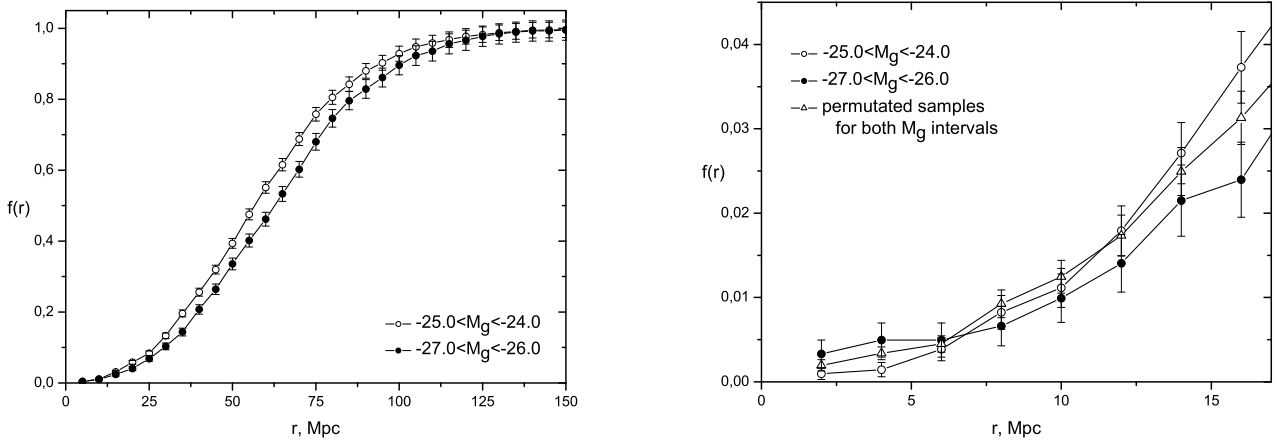 1,0
0,8
0,6
f(r)
0,4
0,2
0,0
-25.0<Mg<-24.0
-27.0<Mg<-26.0
0 25 50 75 100 125 150
r, Mpc
0,04
0,03
f(r)
0,02
0,01
0,00
-25.0<Mg<-24.0
-27.0<Mg<-26.0
permutated samples
for both Mg intervals
0 5 10 15
r, Mpc